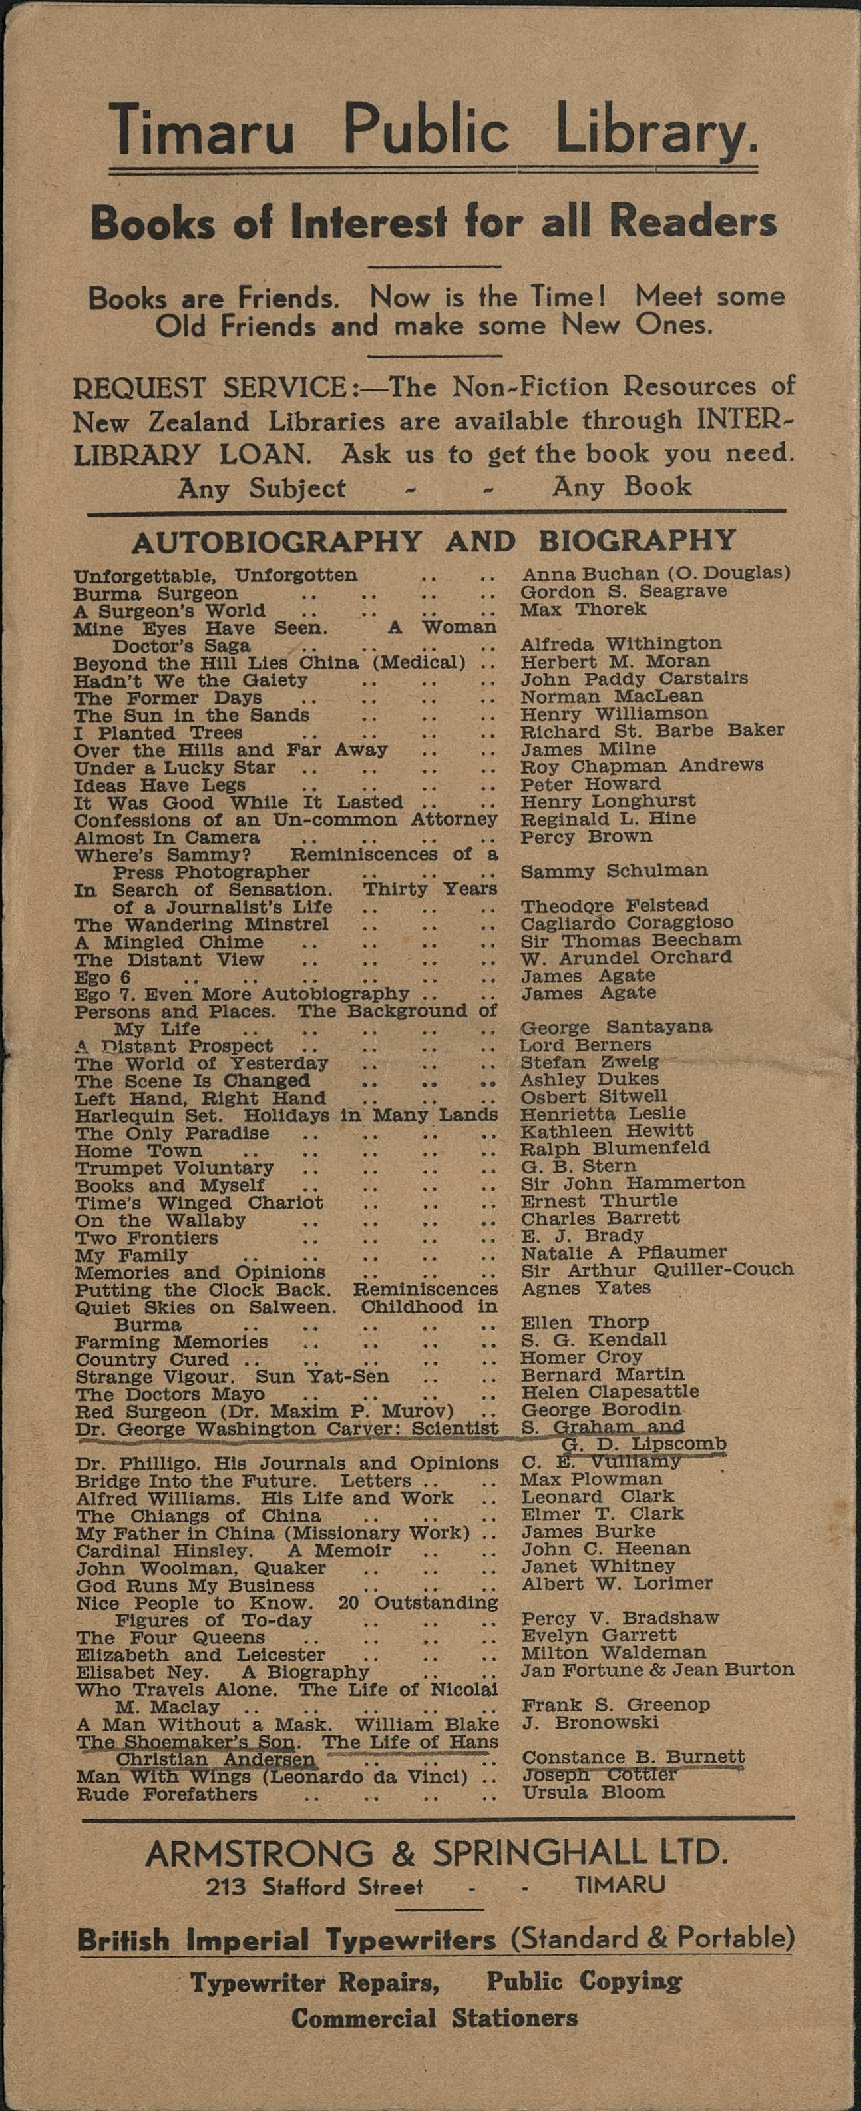 Timaru Public Library.
Books of Interest for all Readers
Books are Friends. Now is the Time! Meet some
Old Friends and make some New Ones.
REQUEST SERVICE:—The Non-Fiction Resources of
New Zealand Libraries are available through INTER-
LIBRARY LOAN. Ask us to get the book you need.
Any Subject - - Any Book
AUTOBIOGRAPHY AND BIOGRAPHY
Unforgettable, Unforgotten .. .. Anna Buchan (O. Douglas)
Burma Surgeon .. .. .. .. Gordon S. Seagrave
A Surgeon's World .. .. .. .. Max Thorek
Mine Eyes Have Seen. A Woman
Doctor's Saga .. .. .. .. Alfreda Withington
Beyond the Hill Lies China (Medical) .. Herbert M. Moran
Hadn't We the Gaiety .. .. .. John Paddy Carstairs
The Former Days .. .. .. .. Norman MacLean
The Sun in the Sands .. .. .. Henry Williamson
I Planted Trees .. .. .. .. Richard St. Barbe Baker
Over the Hills and Far Away .. .. James Milne
Under a Lucky Star .. .. .. .. Roy Chapman Andrews
Ideas Have Legs .. .. .. .. Peter Howard
It Was Good While It Lasted .. .. Henry Longhurst
Confessions of an Un-common Attorney Reginald L. Hine
Almost In Camera .. .. .. .. Percy Brown
Where's Sammy? Reminiscences of a
Press Photographer .. .. .. Sammy Schulman
In Search of Sensation. Thirty Years
of a Journalist's Life .. .. .. Theodore Felstead
The Wandering Minstrel .. .. .. Cagliardo Coraggioso
A Mingled Chime .. .. .. .. Sir Thomas Beecham
The Distant View .. .. .. .. W. Arundel Orchard
Ego 6 .. .. .. .. .. .. James Agate
Ego 7. Even More Autobiography .. .. James Agate
Persons and Places. The Background of
My Life .. .. .. .. .. George Santayana
A Distant Prospect .. .. .. .. Lord Berners
The World of Yesterday .. .. .. Stefan Zweig
The Scene Is Changed .. .. .. Ashley Dukes
Left Hand, Right Hand .. .. .. Osbert Sitwell
Harlequin Set. Holidays in Many Lands Henrietta Leslie
The Only Paradise .. .. .. .. Kathleen Hewitt
Home Town .. .. .. .. .. Ralph Blumenfeld
Trumpet Voluntary .. .. .. .. G. B. Stern
Books and Myself .. .. .. .. Sir John Hammerton
Time's Winged Chariot .. .. .. Ernest Thurtle
On the Wallaby .. .. .. .. Charles Barrett
Two Frontiers .. .. .. .. E. J. Brady
My Family .. .. .. .. .. Natalie A Pflaumer
Memories and Opinions .. .. .. Sir Arthur Quiller-Couch
Putting the Clock Back. Reminiscences Agnes Yates
Quiet Skies on Salween. Childhood in
Burma .. .. .. .. .. Ellen Thorp
Farming Memories .. .. .. .. S. G. Kendall
Country Cured .. .. .. .. .. Homer Croy
Strange Vigour. Sun Yat-Sen .. .. Bernard Martin
The Doctors Mayo .. .. .. .. Helen Clapesattle
Red Surgeon (Dr. Maxim P. Murov) .. George Borodin
Dr. George Washington Carver: Scientist S. Graham and
G. D. Lipscomb
Dr. Philligo. His Journals and Opinions C. E. Vulliamy
Bridge Into the Future. Letters .. .. Max Plowman
Alfred Williams. His Life and Work .. Leonard Clark
The Chiangs of China .. .. .. Elmer T. Clark
My Father in China (Missionary Work) .. James Burke
Cardinal Hinsley. A Memoir .. .. John C. Heenan
John Woolman, Quaker .. .. .. Janet Whitney
God Runs My Business .. .. .. Albert W. Lorimer
Nice People to Know. 20 Outstanding
Figures of To-day .. .. .. Percy V. Bradshaw
The Four Queens .. .. .. .. Evelyn Garrett
Elizabeth and Leicester .. .. .. Milton Waldeman
Elisabet Ney. A Biography .. .. Jan Fortune & Jean Burton
Who Travels Alone. The Life of Nicolai
M. Maclay .. .. .. .. .. Frank S. Greenop
A Man Without a Mask. William Blake J. Bronowski
The Shoemaker's Son. The Life of Hans
Christian Andersen .. .. .. Constance B. Burnett
Man With Wings (Leonardo da Vinci) .. Joseph Cottler
Rude Forefathers .. .. .. .. Ursula Bloom
ARMSTRONG & SPRINGHALL LTD.
213 Stafford Street - - TIMARU
British Imperial Typewriters (Standard & Portable)
Typewriter Repairs, Public Copying
Commercial Stationers